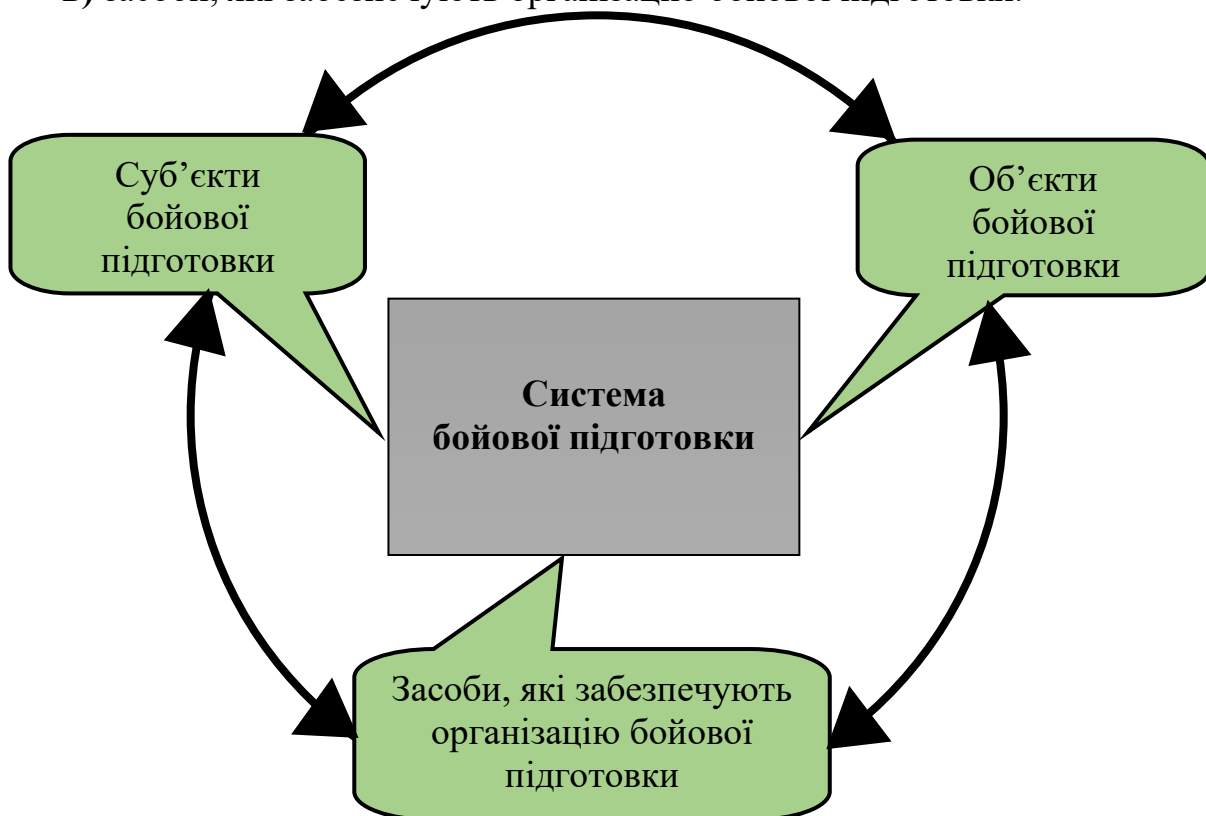 Суб’єкти
бойової
підготовки
Об’єкти
бойової
підготовки
Система
бойової підготовки
Засоби, які забезпечують
організацію бойової
підготовки